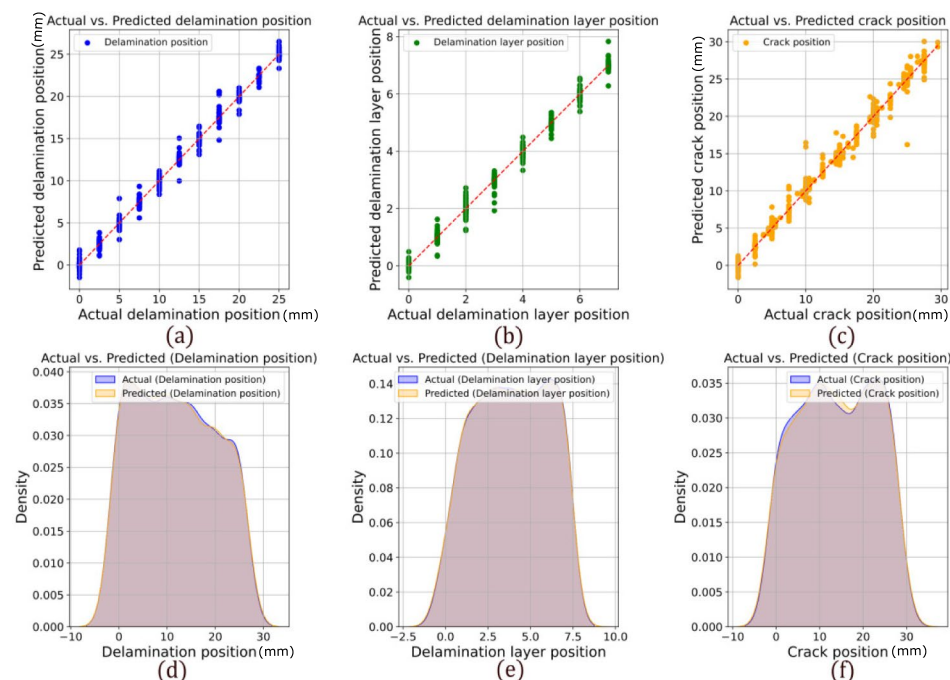 Actual vs. Predicted delamination position
Predicted delamination position(mm)
Delamination position
25
20
15
10
5
0
0 5 10 15 20 25
Actual delamination position(mm)
(a)
Actual vs. Predicted delamination layer position
Predicted delamination layer position
Delamination layer position
8
6
4
2
0
0 2 4 6
Actual delamination layer position
(b)
Actual vs. Predicted crack position
Predicted crack position(mm)
Crack position
30
25
20
15
10
5
0
0 5 10 15 20 25 30
Actual crack position(mm)
(c)
Actual vs. Predicted (Delamination position)
Density
Actual (Delamination position)
Predicted (Delamination position)
0.040
0.035
0.030
0.025
0.020
0.015
0.010
0.005
0.000
−10 0 10 20 30
Delamination position(mm)
(d)
Actual vs. Predicted (Delamination layer position)
Density
Actual (Delamination layer position)
Predicted (Delamination layer position)
0.14
0.12
0.10
0.08
0.06
0.04
0.02
0.00
−2.5 0.0 2.5 5.0 7.5 10.0
Delamination layer position
(e)
Actual vs. Predicted (Crack position)
Density
Actual (Crack position)
Predicted (Crack position)
0.035
0.030
0.025
0.020
0.015
0.010
0.005
0.000
−10 0 10 20 30
Crack position(mm)
(f)